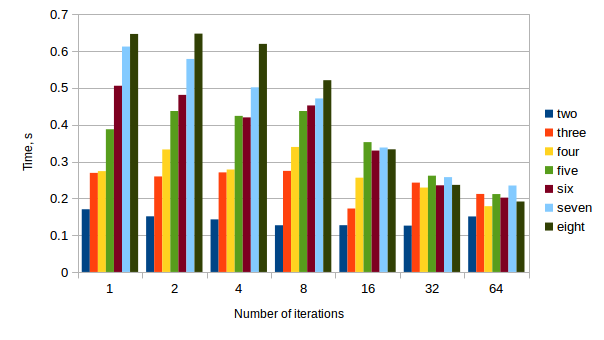 0.7
0.6
0.5
0.4
0.3
0.2
0.1
0
Time, s
1 2 4 8 16 32 64
Number of iterations
two
three
four
five
six
seven
eight